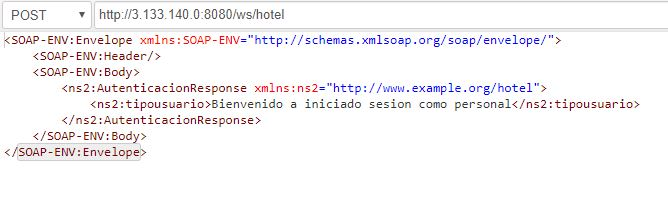 POST http://3.133.140.0:8080/ws/hotel
<SOAP-ENV:Envelope xmlns:SOAP-ENV="http://schemas.xmlsoap.org/soap/envelope/">
<SOAP-ENV:Header/>
<SOAP-ENV:Body>
<ns2:AutenticacionResponse xmlns:ns2="http://www.example.org/hotel">
<ns2:tipousuario>Bienvenido a iniciado sesion como personal</ns2:tipousuario>
</ns2:AutenticacionResponse>
</SOAP-ENV:Body>
</SOAP-ENV:Envelope>